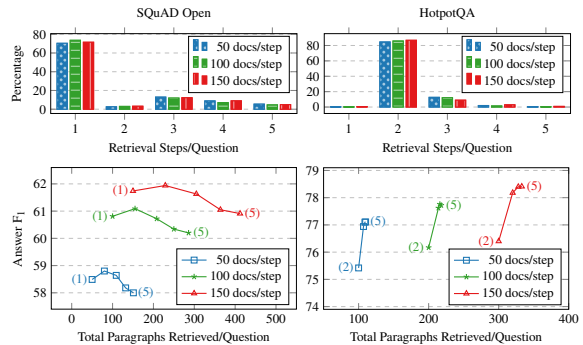 SQuAD Open
HotpotQA
Percentage
80
60
40
20
0
50 docs/step
100 docs/step
150 docs/step
1 2 3 4 5
Retrieval Steps/Question
80
60
40
20
0
50 docs/step
100 docs/step
150 docs/step
1 2 3 4 5
Retrieval Steps/Question
Answer F1
62
61
60
59
58
(1) (5)
(1) (5)
(1) (5)
50 docs/step
100 docs/step
150 docs/step
0 100 200 300 400 500
Total Paragraphs Retrieved/Question
79
78
77
76
75
74
(5) (5) (5)
(2) (2) (2)
50 docs/step
100 docs/step
150 docs/step
100 200 300 400
Total Paragraphs Retrieved/Question